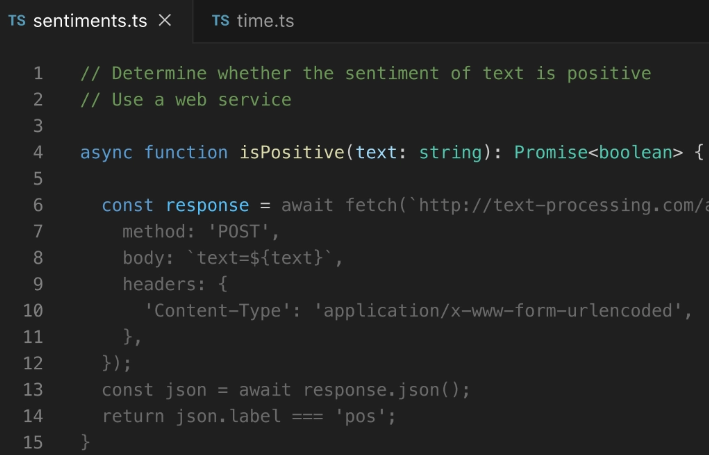 TS sentiments.ts × TS time.ts
1 // Determine whether the sentiment of text is positive
2 // Use a web service
3
4 async function isPositive(text: string): Promise<boolean> {
5
6 const response = await fetch(`http://text-processing.com/a
7 method: 'POST',
8 body: `text=${text}`,
9 headers: {
10 'Content-Type': 'application/x-www-form-urlencoded',
11 },
12 });
13 const json = await response.json();
14 return json.label === 'pos';
15 }